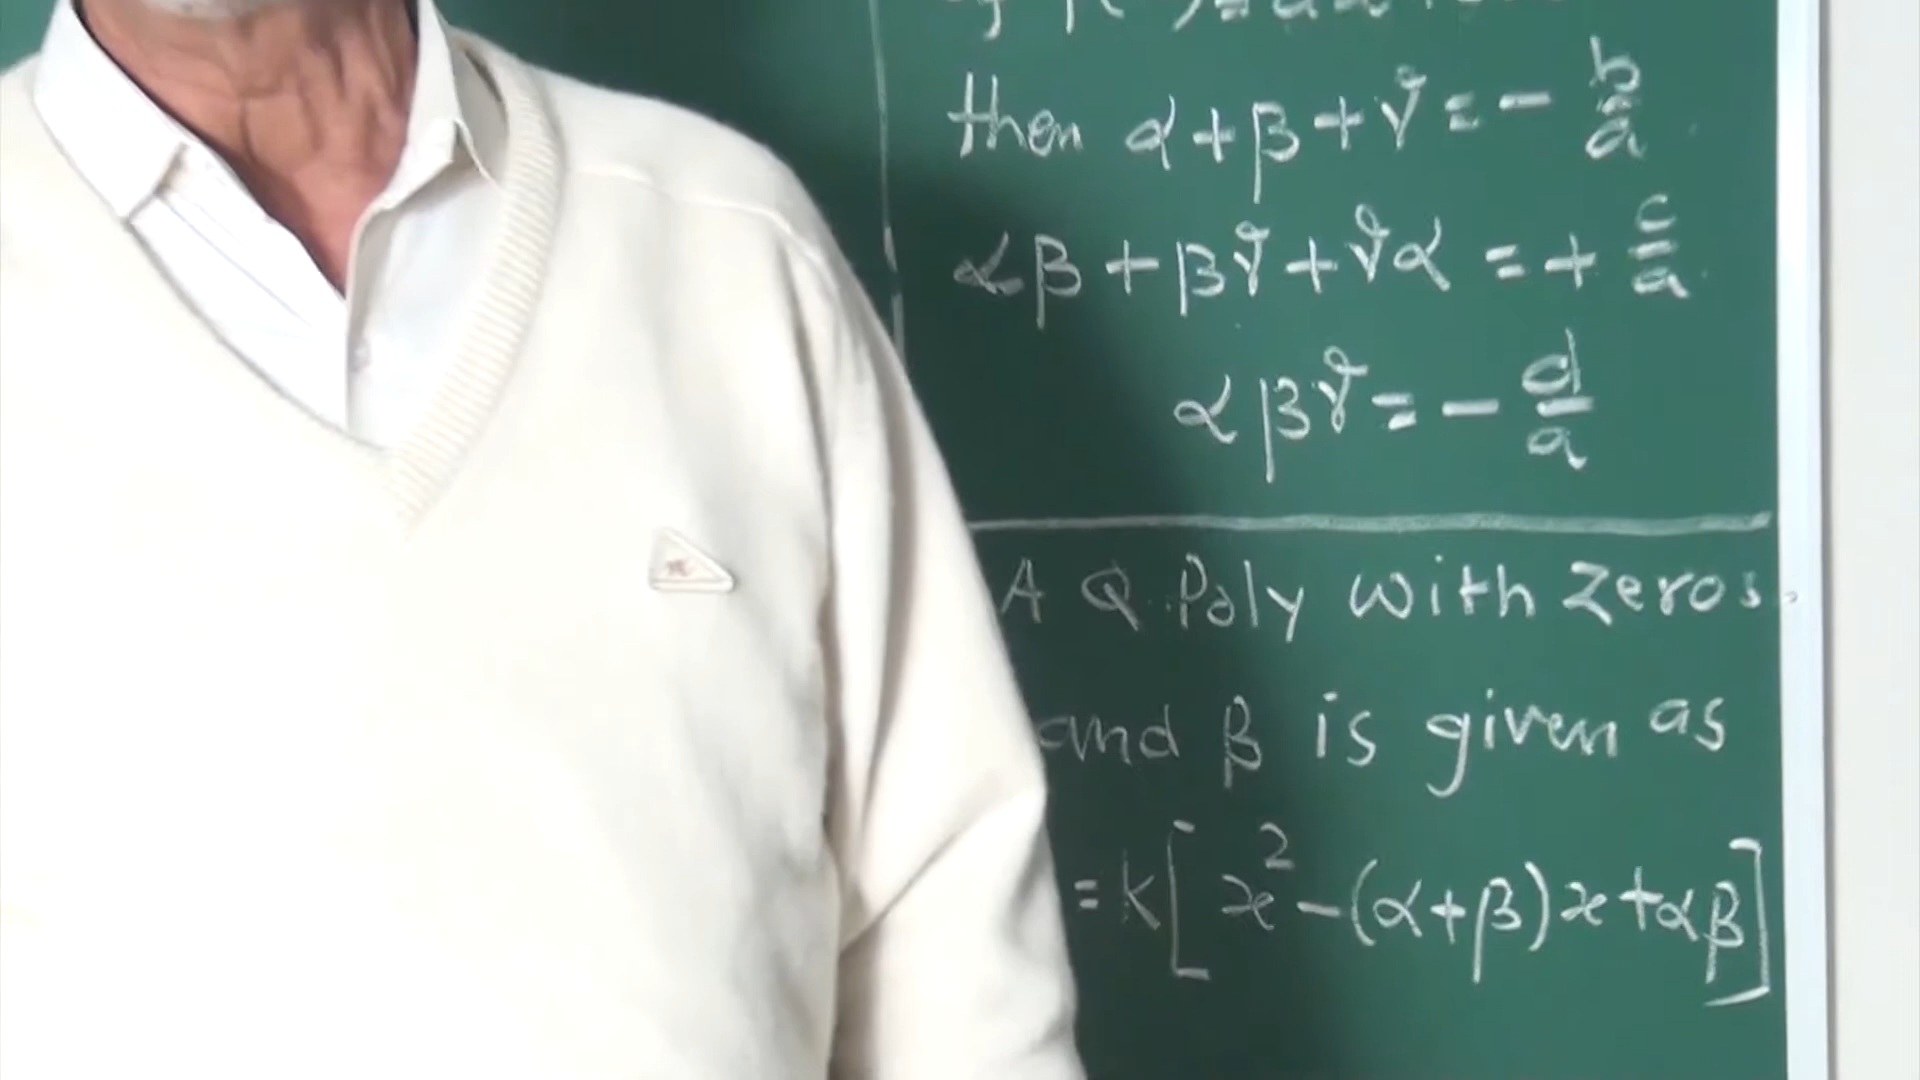 then α+β+γ = - b/a
αβ + βγ + γα = + c/a
αβγ = - d/a
A Q Poly with zeros
and β is given as
= K[x² - (α+β)x + αβ]